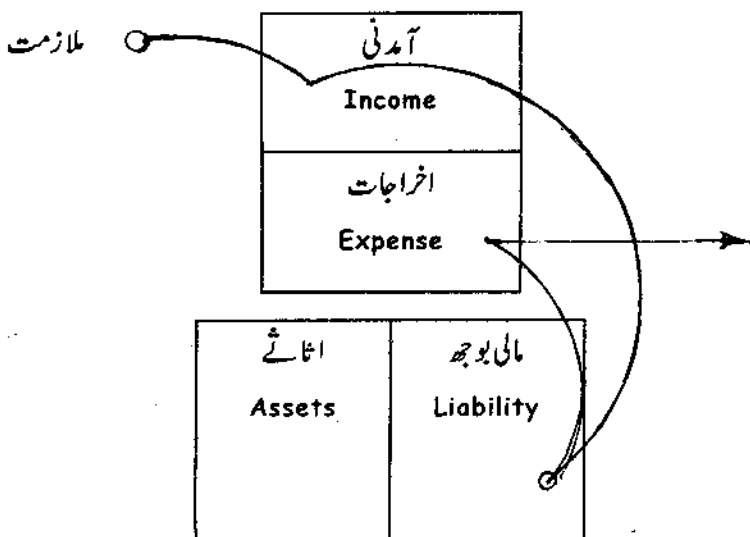 ملازمت
آمدنی
Income
اخراجات
Expense
اثاثے
Assets
مالی بوجھ
Liability